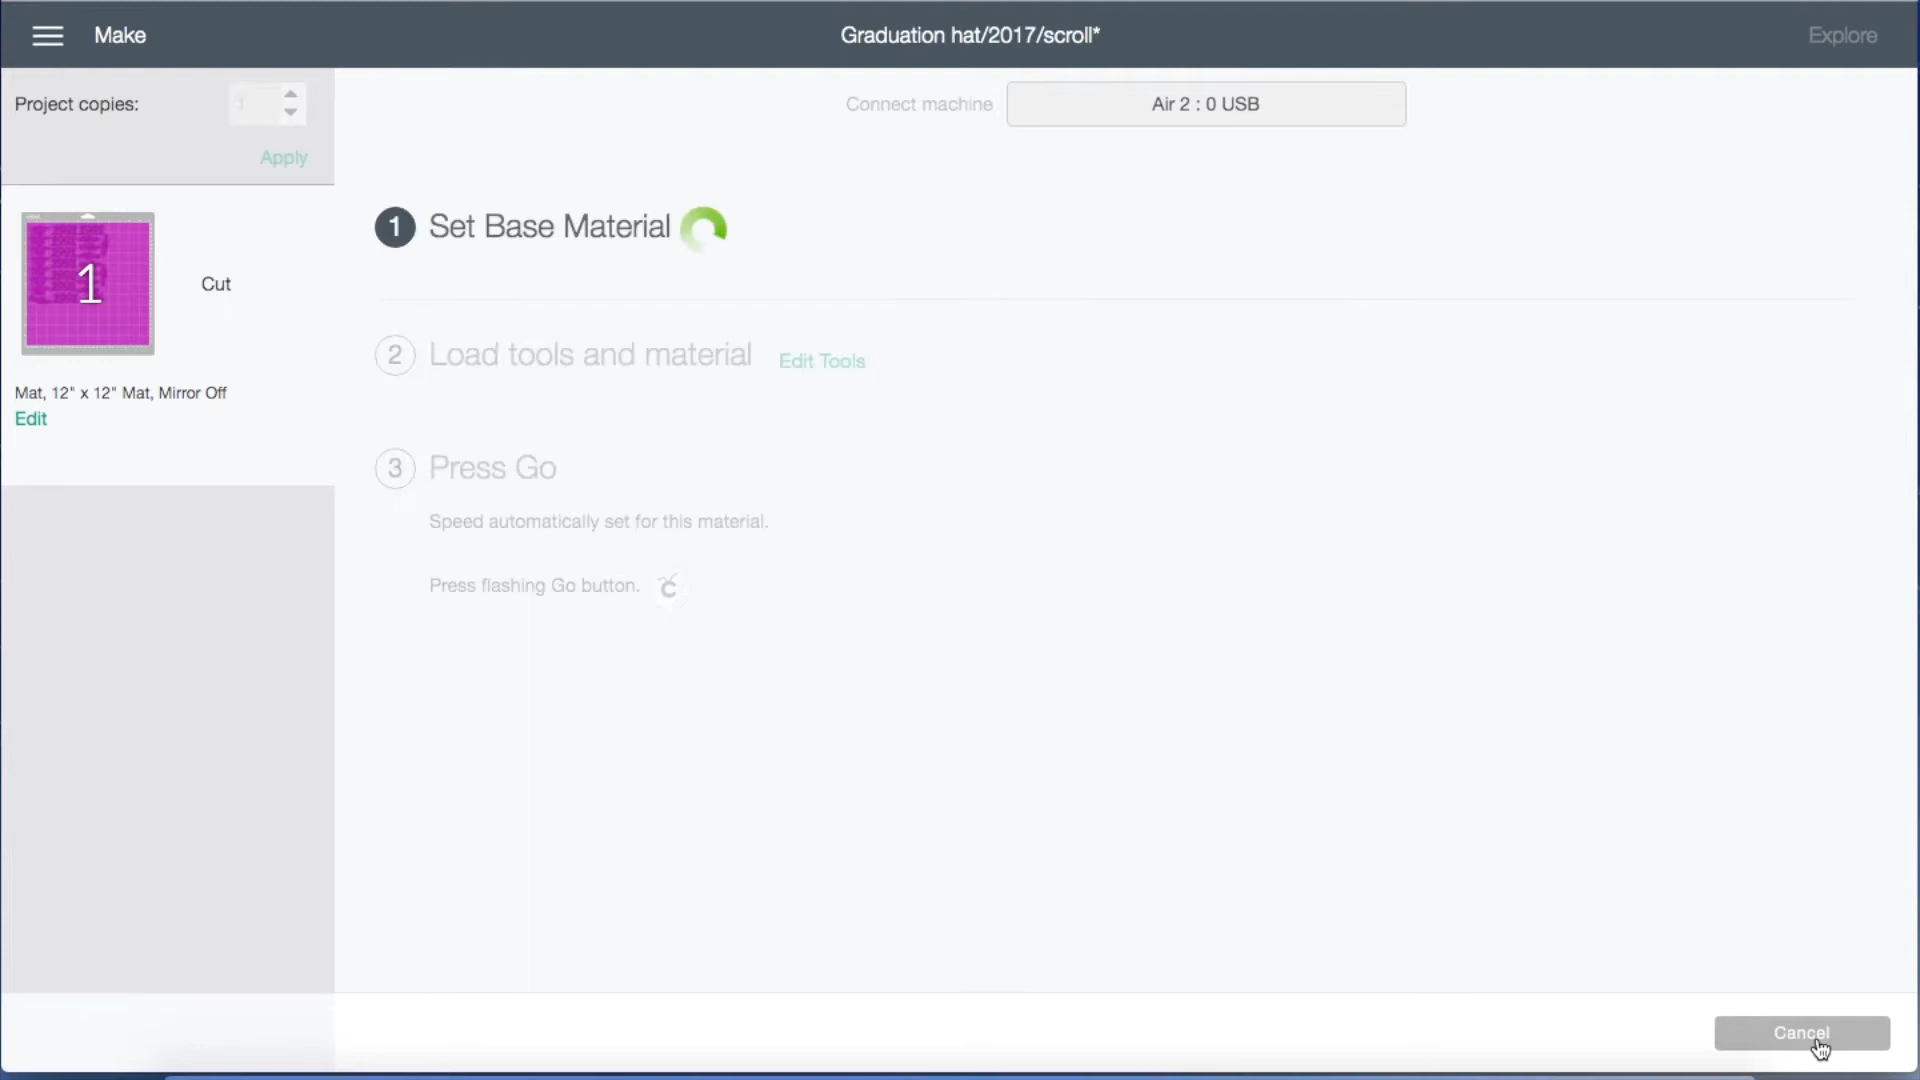 Make
Graduation hat/2017/scroll*
Explore
Project copies:
1
Apply
Connect machine
Air 2 : 0 USB
1
Cut
Mat, 12" x 12" Mat, Mirror Off
Edit
1 Set Base Material
2 Load tools and material
Edit Tools
3 Press Go
Speed automatically set for this material.
Press flashing Go button.
Cancel